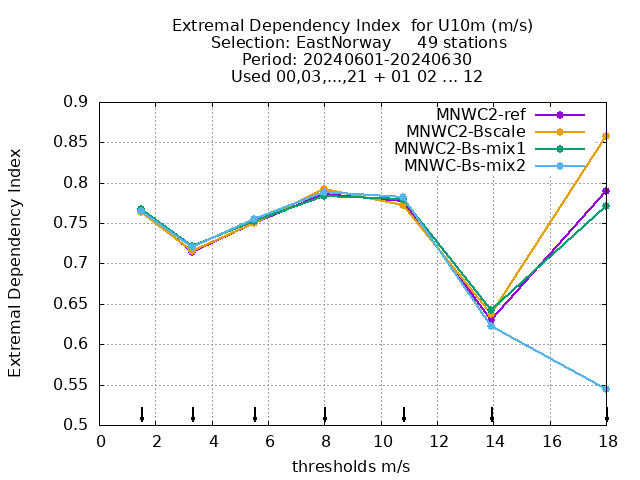 Extremal Dependency Index  for U10m (m/s)
Selection: EastNorway     49 stations
Period: 20240601-20240630
Used 00,03,...,21 + 01 02 ... 12
Extremal Dependency Index
0.9
0.85
0.8
0.75
0.7
0.65
0.6
0.55
0.5
MNWC2-ref
MNWC2-Bscale
MNWC2-Bs-mix1
MNWC-Bs-mix2
0 2 4 6 8 10 12 14 16 18
thresholds m/s